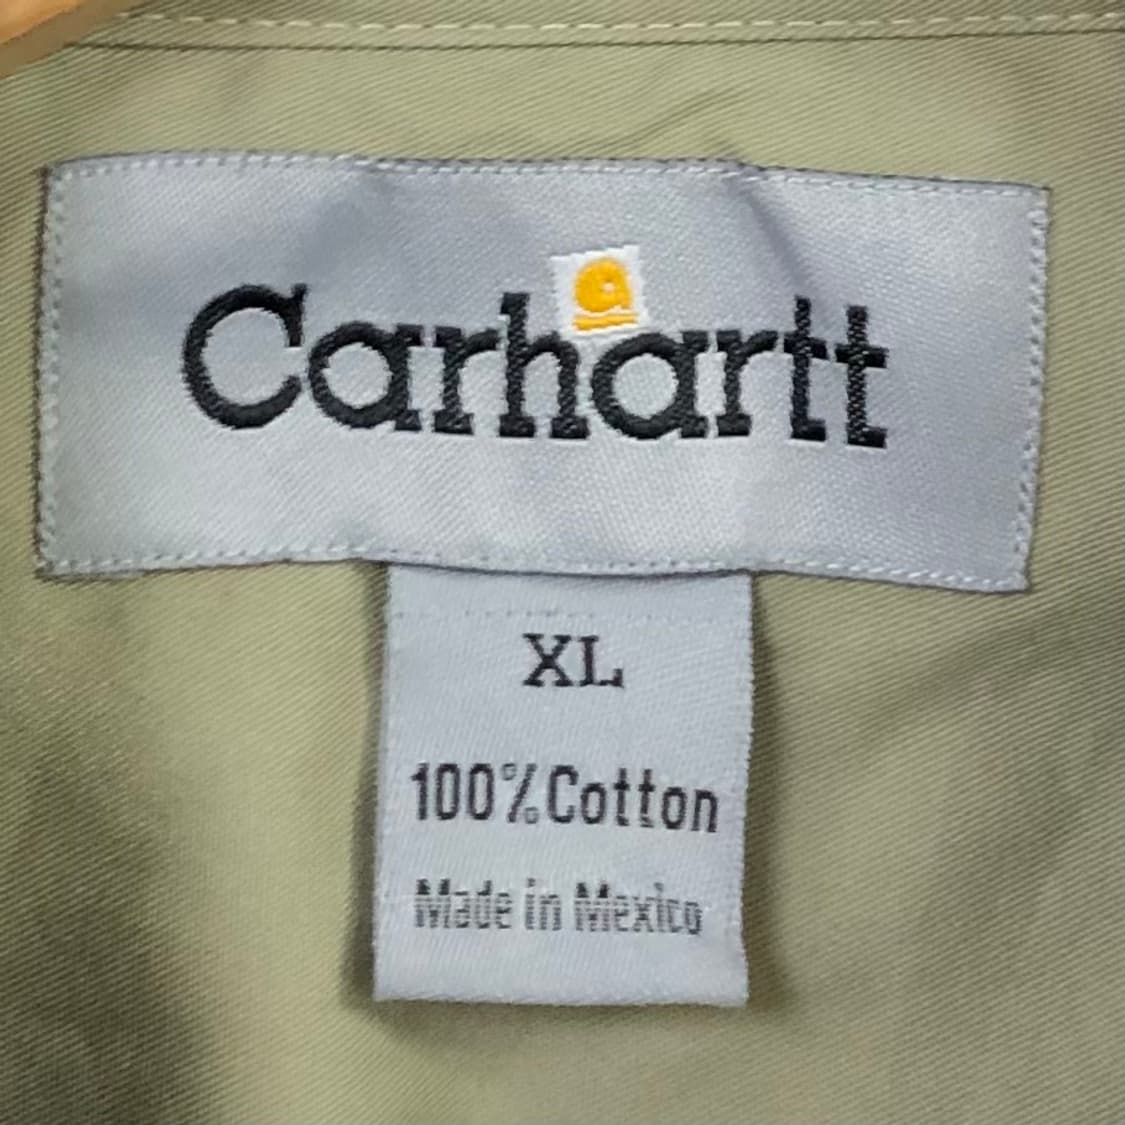 Carhartt
XL
100% Cotton
Made in Mexico